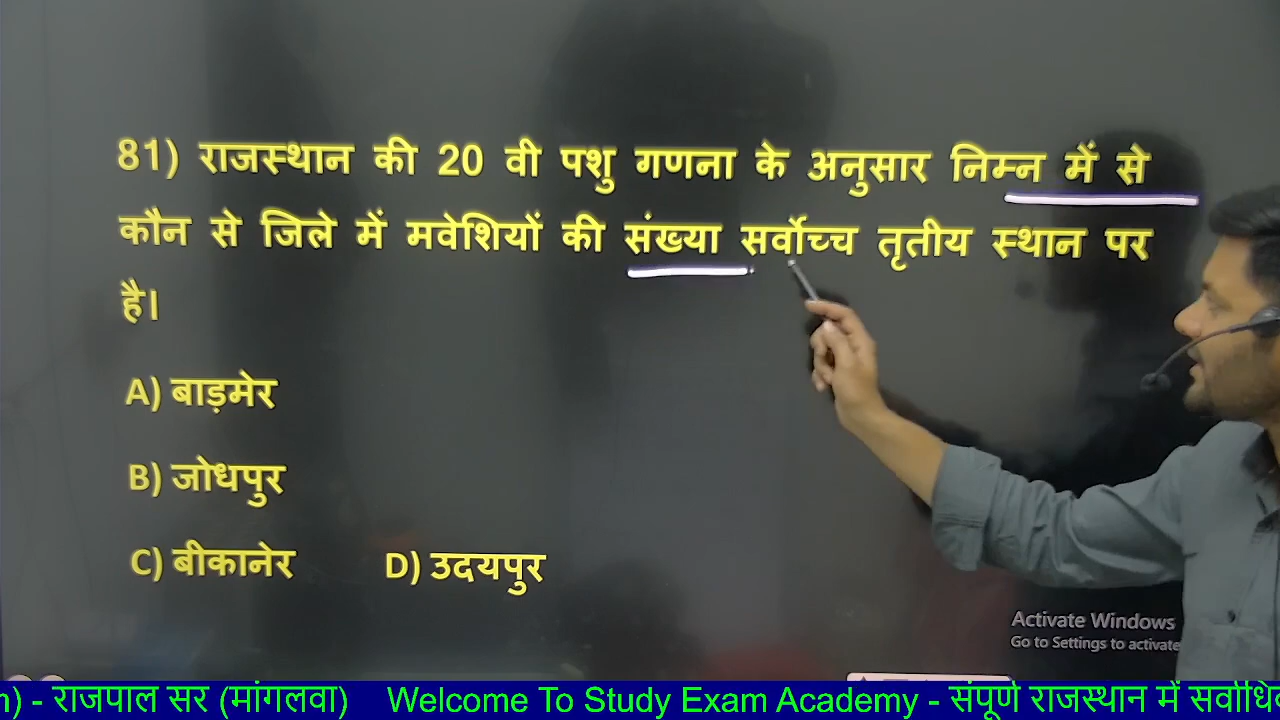 81) राजस्थान की 20 वी पशु गणना के अनुसार निम्न में से
कौन से जिले में मवेशियों की संख्या सर्वोच्च तृतीय स्थान पर
है।
A) बाड़मेर
B) जोधपुर
C) बीकानेर D) उदयपुर
Activate Windows
Go to Settings to activate
- राजपाल सर (मांगलवा) Welcome To Study Exam Academy - संपूर्ण राजस्थान में